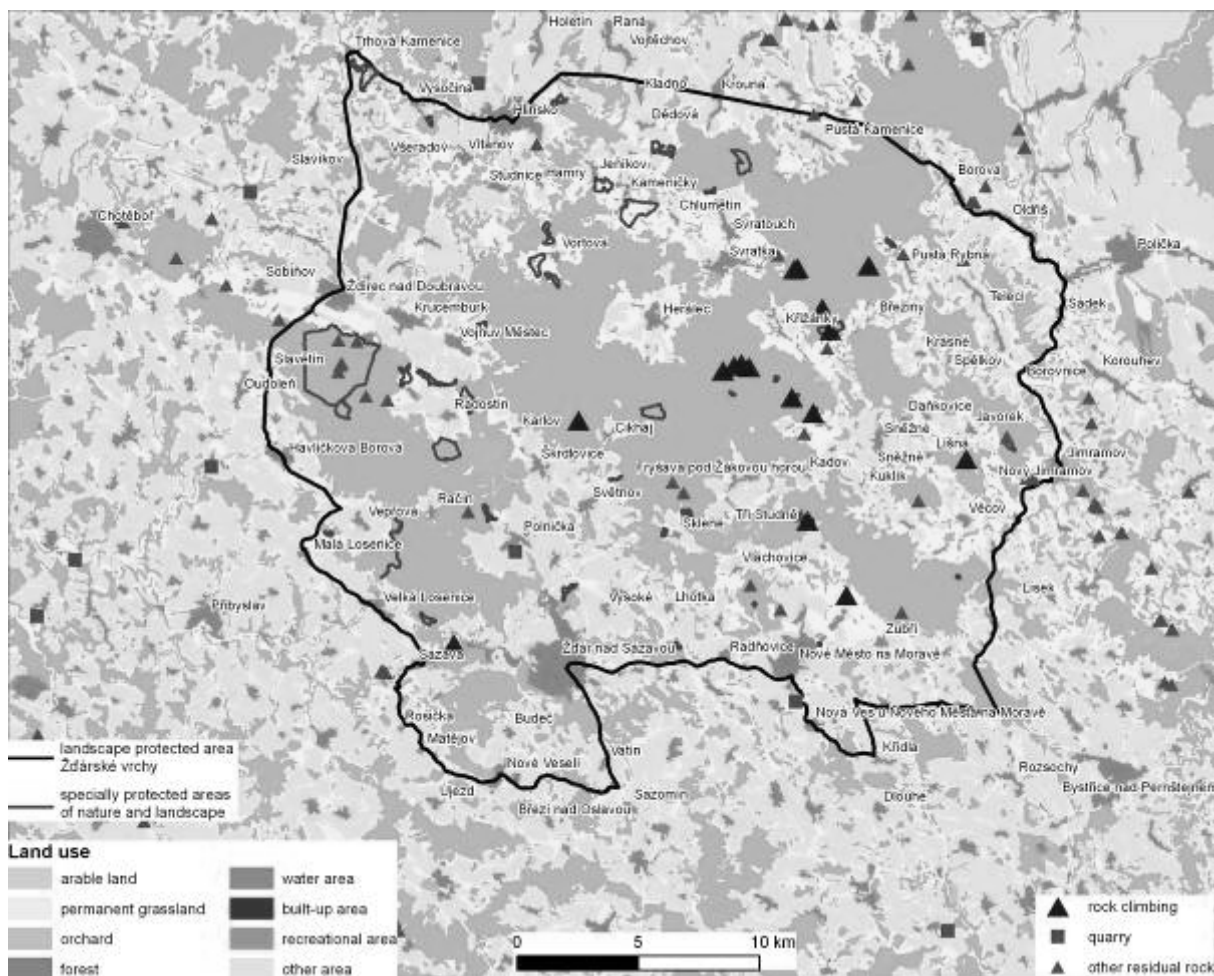 Holetín
Raná
Trhová Kamenice
Vojtěchov
Vysočina
Kladno
Krouna
Hlinsko
Dědová
Pustá Kamenice
Všeradov
Vítanov
Slavíkov
Jeníkov
Borová
Studnice
Hamry
Kameničky
Chlumětín
Oldřiš
Chotěboř
Svratouch
Polička
Vortová
Svratka
Pustá Rybná
Sobíňov
Ždírec nad Doubravou
Telecí
Sádek
Krucemburk
Herálec
Křižánky
Březiny
Vojnův Městec
Krásné
Slavětín
Spělkov
Korouhev
Oudoleň
Borovnice
Radostín
Daňkovice
Javorek
Karlov
Cikháj
Sněžné
Líšná
Havlíčkova Borová
Škrdlovice
Kadov
Sněžné
Jimramov
Fryšava pod Žákovou horou
Kuklík
Nový Jimramov
Račín
Světnov
Věcov
Vepřová
Polnička
Sklené
Tři Studně
Malá Losenice
Vlachovice
Lísek
Velká Losenice
Vysoké
Lhotka
Přibyslav
Zubří
Sázava
Žďár nad Sázavou
Radňovice
Nové Město na Moravě
Rosička
Budeč
Nová Ves u Nového Města na Moravě
Matějov
Vatín
Křídla
Nové Veselí
Rozsochy
Újezd
Sazomín
Dlouhé
Bystřice nad Pernštejnem
Březí nad Oslavou
landscape protected area
Žďárské vrchy
specially protected areas
of nature and landscape
Land use
arable land
permanent grassland
orchard
forest
water area
built-up area
recreational area
other area
0 5 10 km
rock climbing
quarry
other residual rock